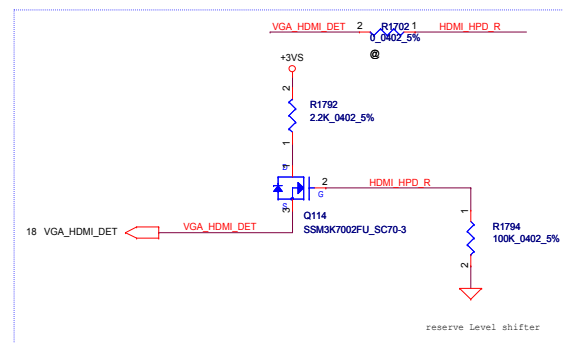 VGA_HDMI_DET 2 R1702 1 HDMI_HPD_R
0_0402_5%
@
+3VS
2
R1792
2.2K_0402_5%
1
1
D
2 HDMI_HPD_R
G
S
3
Q114
SSM3K7002FU_SC70-3
18 VGA_HDMI_DET VGA_HDMI_DET
1
R1794
100K_0402_5%
2
reserve Level shifter